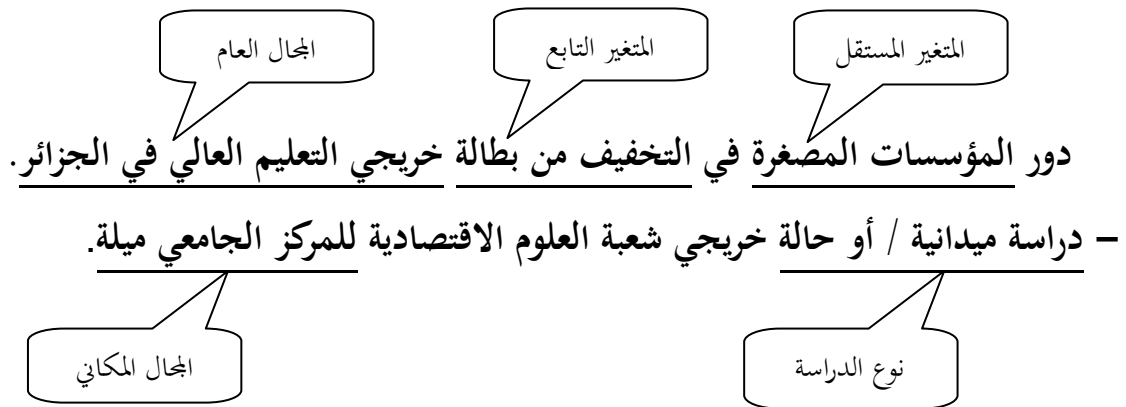 المتغير المستقل
المتغير التابع
المجال العام
دور المؤسسات المصغرة في التخفيف من بطالة خريجي التعليم العالي في الجزائر.
– دراسة ميدانية / أو حالة خريجي شعبة العلوم الاقتصادية للمركز الجامعي ميلة.
نوع الدراسة
المجال المكاني